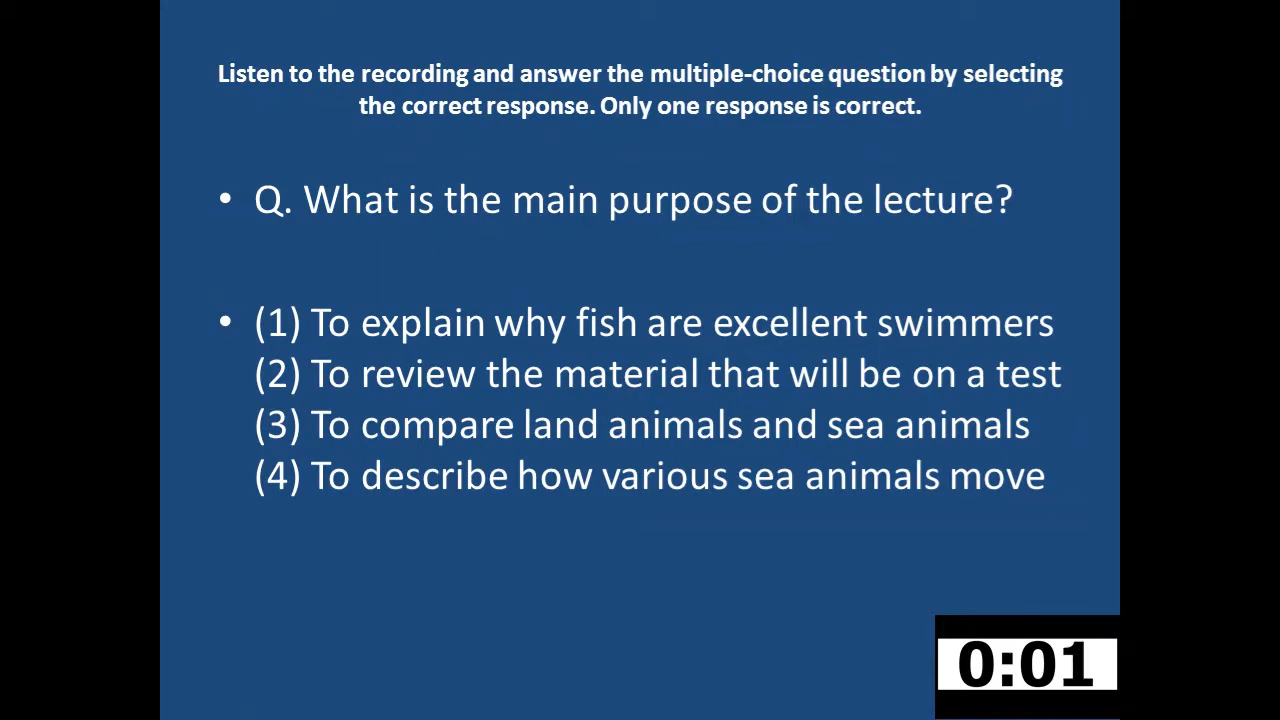 Listen to the recording and answer the multiple-choice question by selecting
the correct response. Only one response is correct.
• Q. What is the main purpose of the lecture?
• (1) To explain why fish are excellent swimmers
(2) To review the material that will be on a test
(3) To compare land animals and sea animals
(4) To describe how various sea animals move
0:01